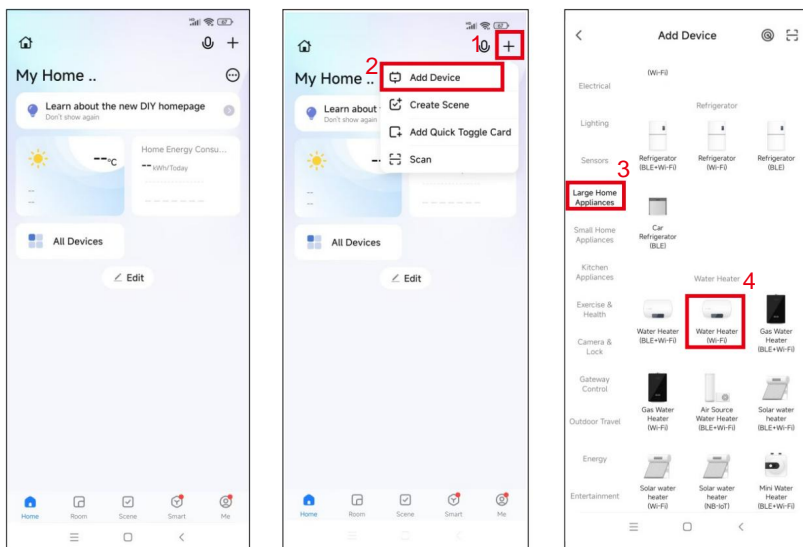 My Home ..
Learn about the new DIY homepage
Don't show again
--°C
--
--
Home Energy Consu...
-- kWh/Today
All Devices
Edit
Home
Room
Scene
Smart
Me
1
My Home ..
2
Add Device
Create Scene
Add Quick Toggle Card
Scan
Learn about
Don't show again
--
--
All Devices
Edit
Home
Room
Scene
Smart
Me
Add Device
Electrical
Lighting
Sensors
3
Large Home
Appliances
Small Home
Appliances
Kitchen
Appliances
Exercise &
Health
Camera &
Lock
Gateway
Control
Outdoor Travel
Energy
Entertainment
(Wi-Fi)
Refrigerator
Refrigerator
(BLE+Wi-Fi)
Refrigerator
(Wi-Fi)
Refrigerator
(BLE)
Car
Refrigerator
(BLE)
Water Heater
4
Water Heater
(BLE+Wi-Fi)
Water Heater
(Wi-Fi)
Gas Water
Heater
(BLE+Wi-Fi)
Gas Water
Heater
(Wi-Fi)
Air Source
Water Heater
(BLE+Wi-Fi)
Solar water
heater
(BLE+Wi-Fi)
Solar water
heater
(Wi-Fi)
Solar water
heater
(NB-IoT)
Mini Water
Heater
(BLE+Wi-Fi)